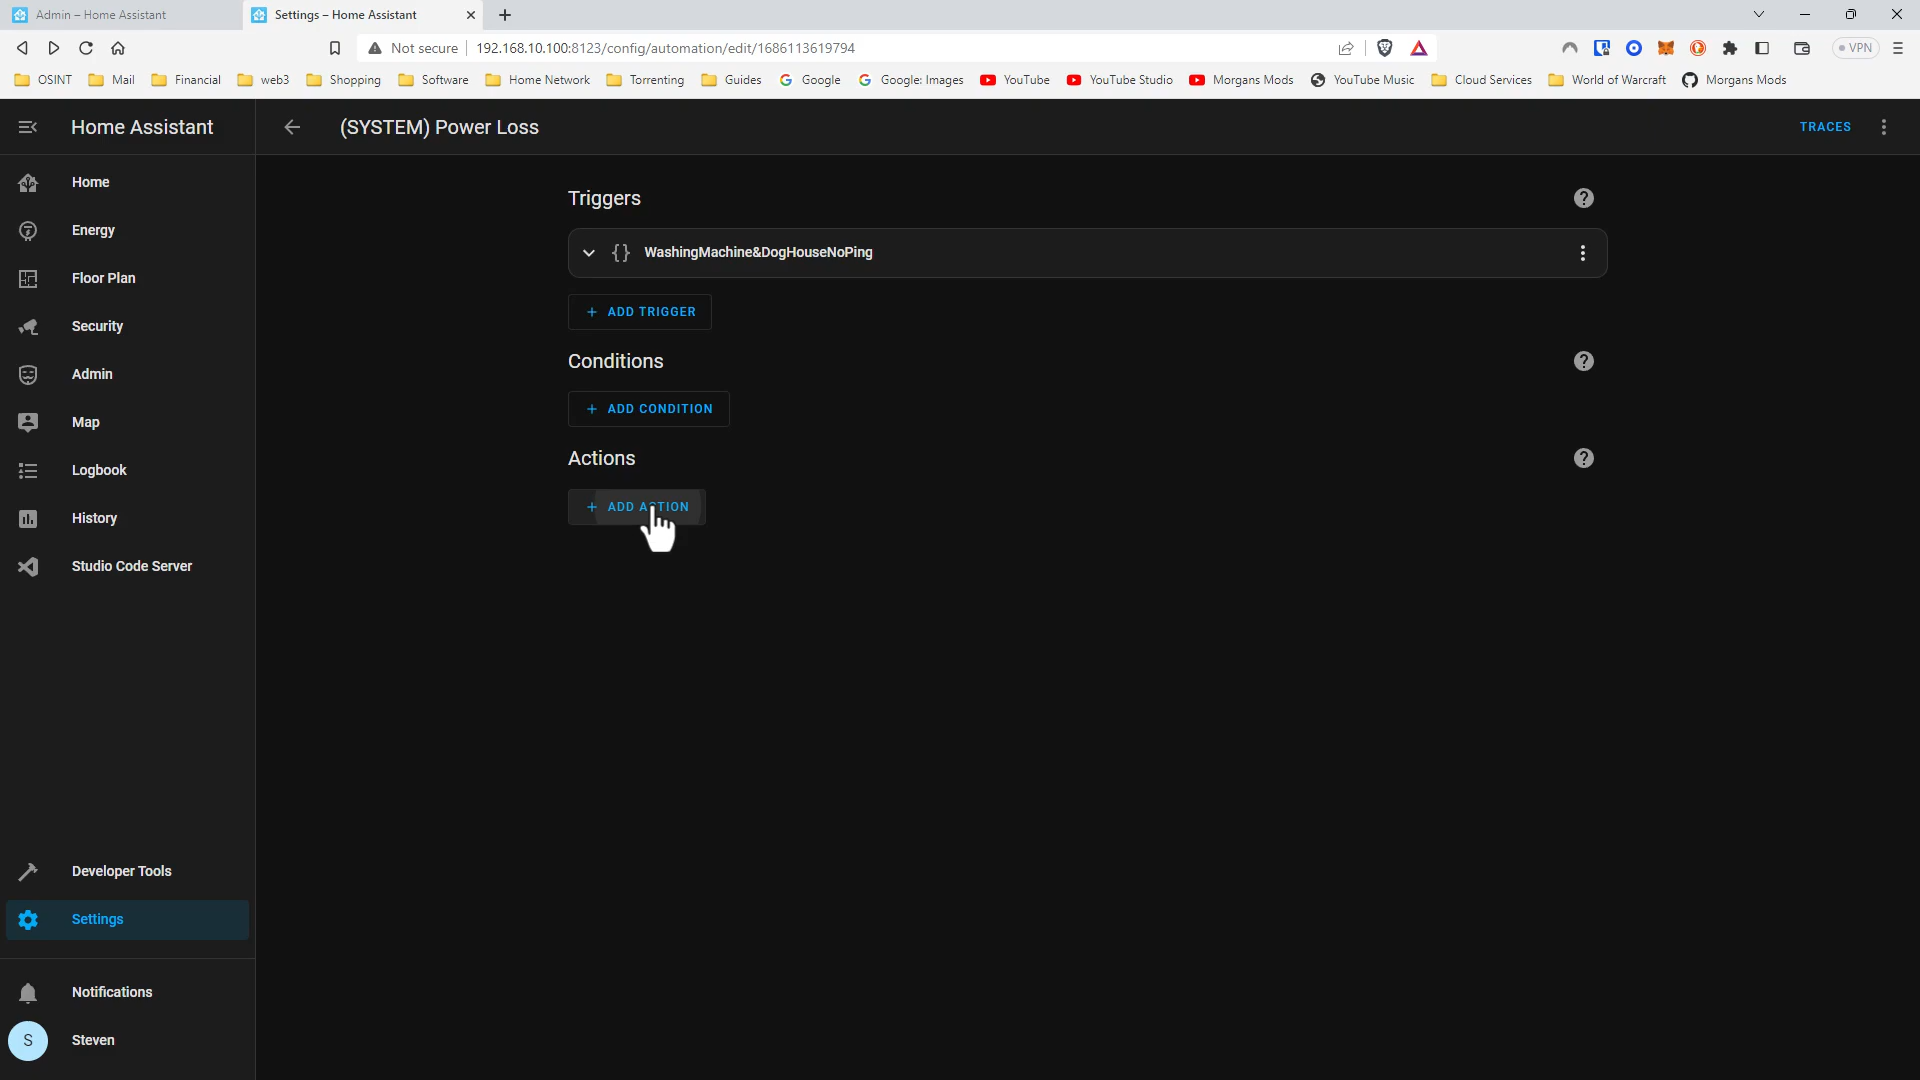 Admin – Home Assistant
Settings – Home Assistant
Not secure 192.168.10.100:8123/config/automation/edit/1686113619794
VPN
OSINT Mail Financial web3 Shopping Software Home Network Torrenting Guides Google Google: Images YouTube YouTube Studio Morgans Mods YouTube Music Cloud Services World of Warcraft Morgans Mods
Home Assistant
(SYSTEM) Power Loss
TRACES
Home
Energy
Floor Plan
Security
Admin
Map
Logbook
History
Studio Code Server
Developer Tools
Settings
Notifications
S Steven
Triggers
{} WashingMachine&DogHouseNoPing
+ ADD TRIGGER
Conditions
+ ADD CONDITION
Actions
+ ADD ACTION